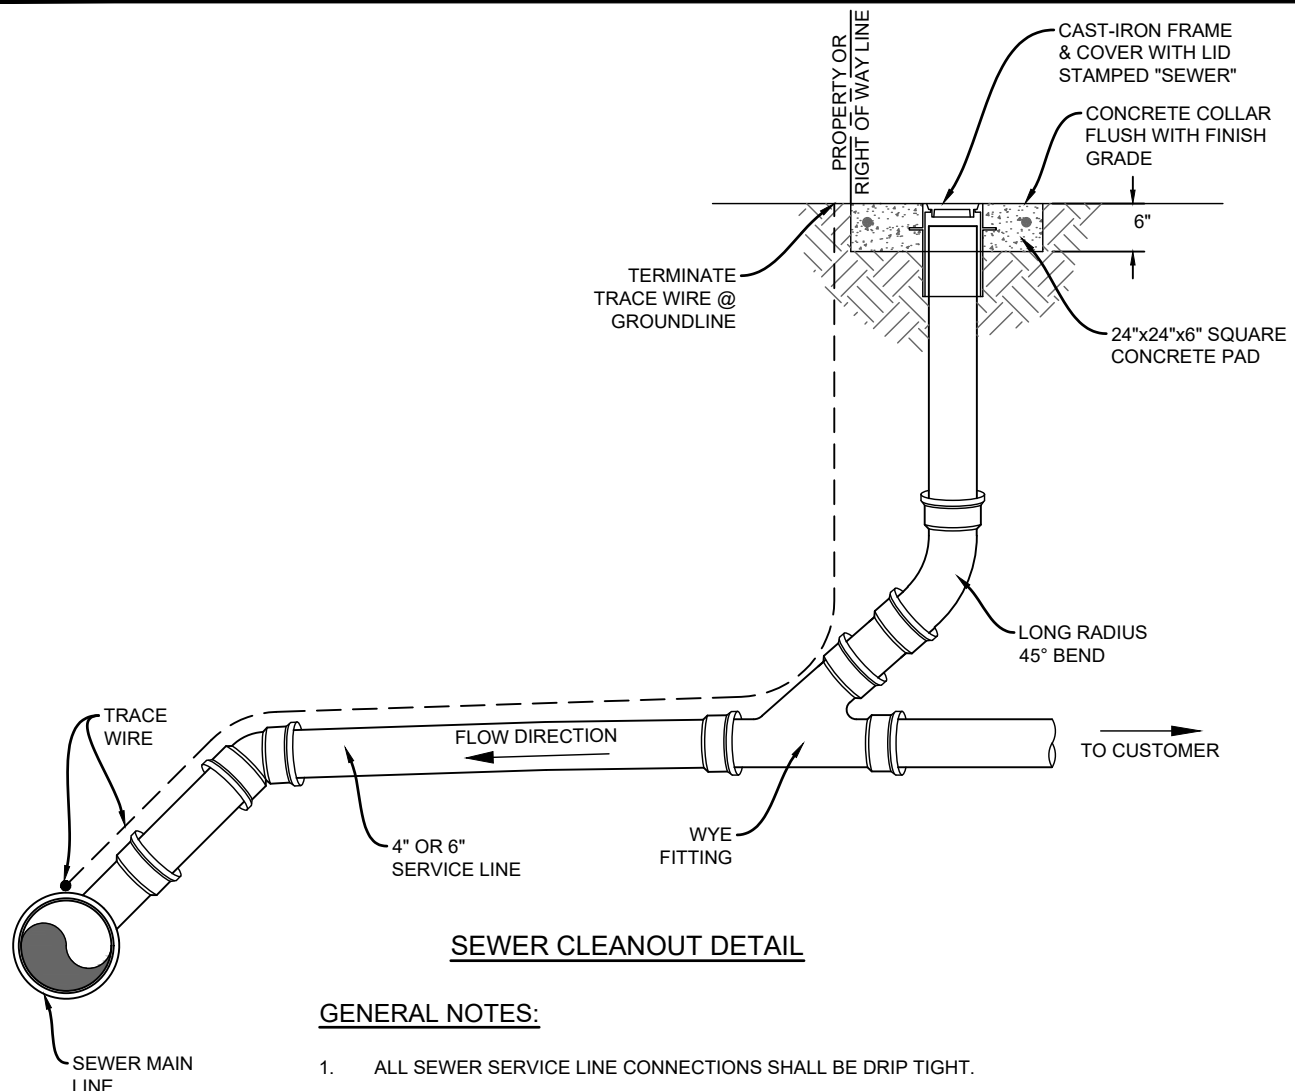 PROPERTY OR
RIGHT OF WAY LINE
CAST-IRON FRAME
& COVER WITH LID
STAMPED "SEWER"
CONCRETE COLLAR
FLUSH WITH FINISH
GRADE
6"
TERMINATE
TRACE WIRE @
GROUNDLINE
24"x24"x6" SQUARE
CONCRETE PAD
LONG RADIUS
45° BEND
TRACE
WIRE
FLOW DIRECTION
TO CUSTOMER
4" OR 6"
SERVICE LINE
WYE
FITTING
SEWER CLEANOUT DETAIL
GENERAL NOTES:
SEWER MAIN
LINE
1. ALL SEWER SERVICE LINE CONNECTIONS SHALL BE DRIP TIGHT.